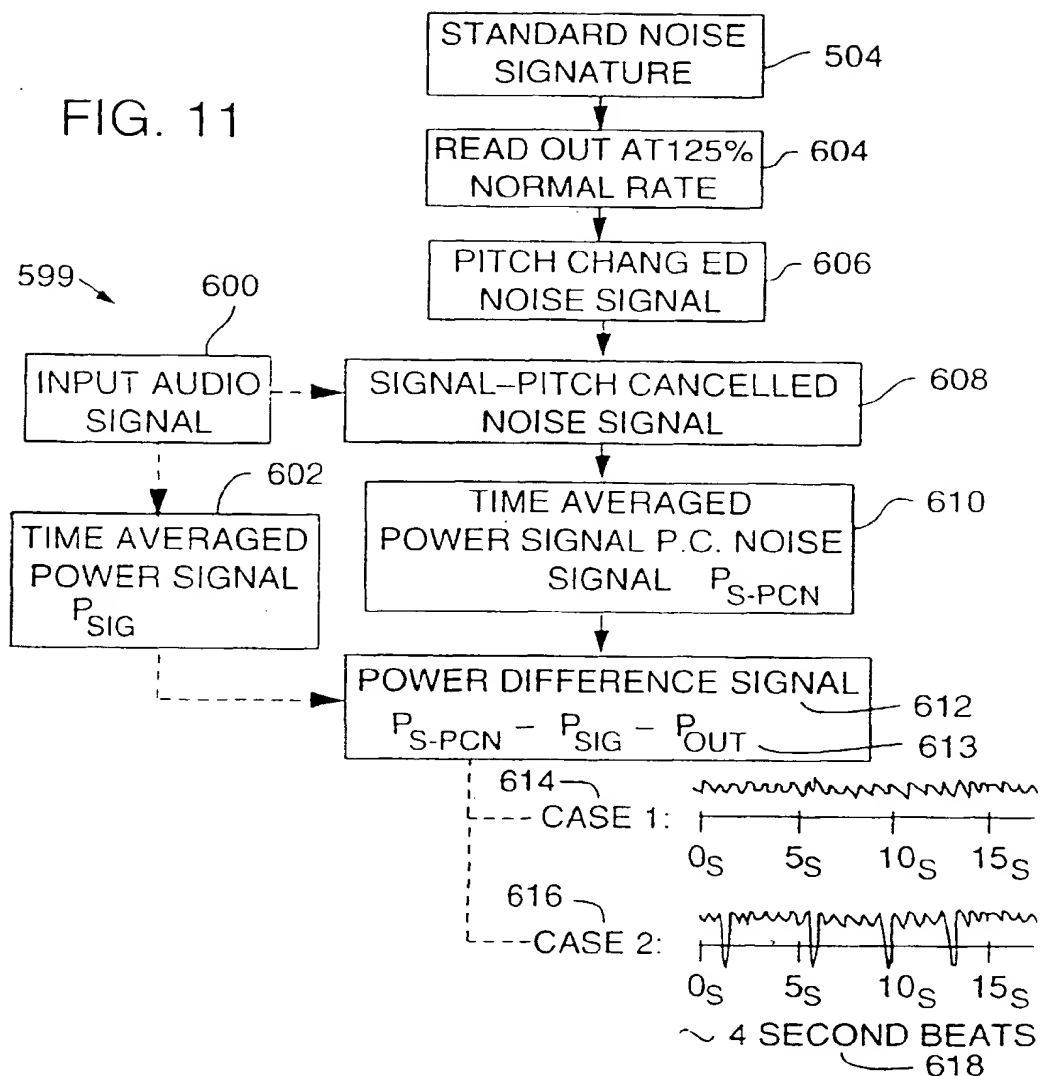 FIG. 11
STANDARD NOISE
SIGNATURE
504
READ OUT AT 125%
NORMAL RATE
604
PITCH CHANG ED
NOISE SIGNAL
606
599
600
INPUT AUDIO
SIGNAL
SIGNAL-PITCH CANCELLED
NOISE SIGNAL
608
602
TIME AVERAGED
POWER SIGNAL
PSIG
TIME AVERAGED
POWER SIGNAL P.C. NOISE
SIGNAL PS-PCN
610
POWER DIFFERENCE SIGNAL
612
PS-PCN - PSIG - POUT
613
614
CASE 1:
0S 5S 10S 15S
616
CASE 2:
0S 5S 10S 15S
~ 4 SECOND BEATS
618